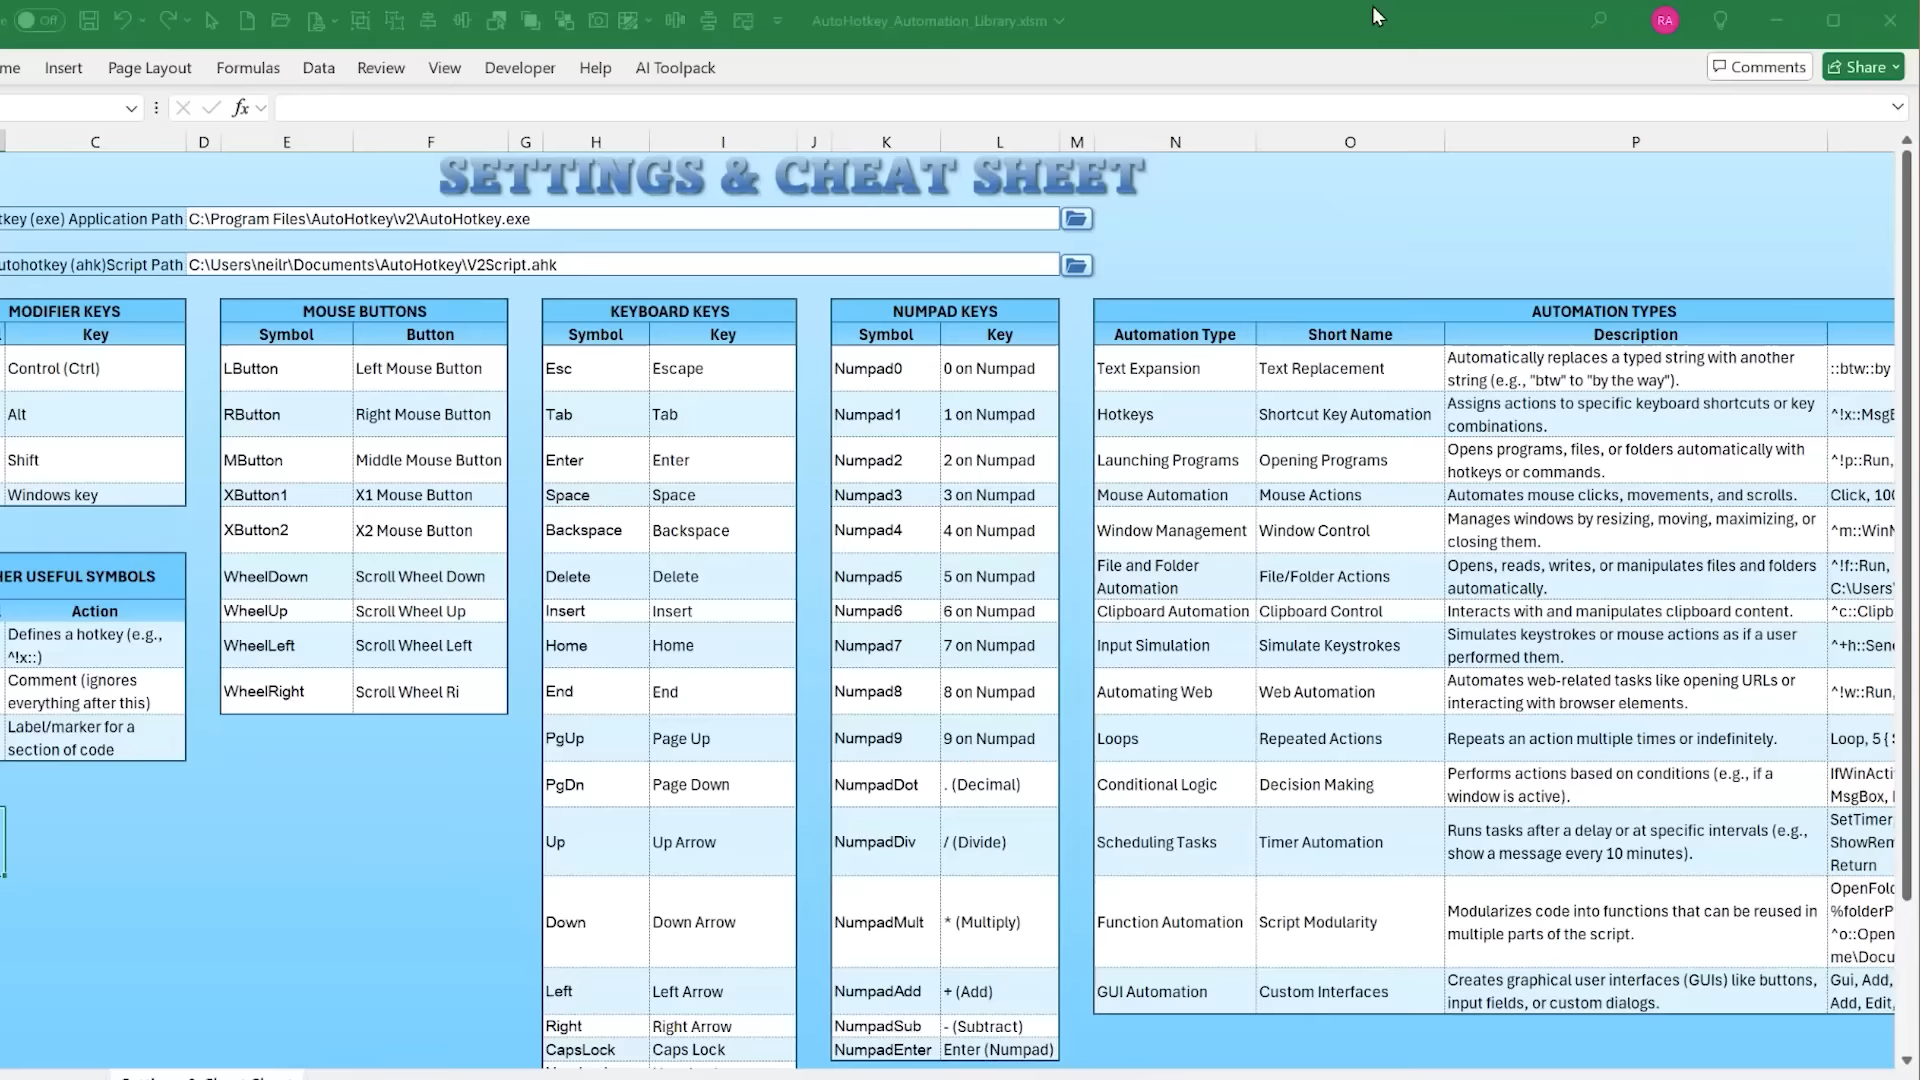 Off
AutoHotkey_Automation_Library.xlsm
RA
me Insert Page Layout Formulas Data Review View Developer Help AI Toolpack
Comments Share
fx
C D E F G H I J K L M N O P
SETTINGS & CHEAT SHEET
tkey (exe) Application Path C:\Program Files\AutoHotkey\v2\AutoHotkey.exe
utohotkey (ahk)Script Path C:\Users\neilr\Documents\AutoHotkey\V2Script.ahk
MODIFIER KEYS
Key
Control (Ctrl)
Alt
Shift
Windows key
HER USEFUL SYMBOLS
Action
Defines a hotkey (e.g.,
^!x::)
Comment (ignores
everything after this)
Label/marker for a
section of code
MOUSE BUTTONS
Symbol Button
LButton Left Mouse Button
RButton Right Mouse Button
MButton Middle Mouse Button
XButton1 X1 Mouse Button
XButton2 X2 Mouse Button
WheelDown Scroll Wheel Down
WheelUp Scroll Wheel Up
WheelLeft Scroll Wheel Left
WheelRight Scroll Wheel Ri
KEYBOARD KEYS
Symbol Key
Esc Escape
Tab Tab
Enter Enter
Space Space
Backspace Backspace
Delete Delete
Insert Insert
Home Home
End End
PgUp Page Up
PgDn Page Down
Up Up Arrow
Down Down Arrow
Left Left Arrow
Right Right Arrow
CapsLock Caps Lock
NUMPAD KEYS
Symbol Key
Numpad0 0 on Numpad
Numpad1 1 on Numpad
Numpad2 2 on Numpad
Numpad3 3 on Numpad
Numpad4 4 on Numpad
Numpad5 5 on Numpad
Numpad6 6 on Numpad
Numpad7 7 on Numpad
Numpad8 8 on Numpad
Numpad9 9 on Numpad
NumpadDot . (Decimal)
NumpadDiv / (Divide)
NumpadMult * (Multiply)
NumpadAdd + (Add)
NumpadSub - (Subtract)
NumpadEnter Enter (Numpad)
AUTOMATION TYPES
Automation Type Short Name Description
Text Expansion Text Replacement Automatically replaces a typed string with another
string (e.g., "btw" to "by the way"). ::btw::by
Hotkeys Shortcut Key Automation Assigns actions to specific keyboard shortcuts or key
combinations. ^!x::MsgB
Launching Programs Opening Programs Opens programs, files, or folders automatically with
hotkeys or commands. ^!p::Run,
Mouse Automation Mouse Actions Automates mouse clicks, movements, and scrolls. Click, 100
Window Management Window Control Manages windows by resizing, moving, maximizing, or
closing them. ^m::WinM
File and Folder
Automation File/Folder Actions Opens, reads, writes, or manipulates files and folders
automatically. ^!f::Run,
C:\Users\
Clipboard Automation Clipboard Control Interacts with and manipulates clipboard content. ^c::Clipb
Input Simulation Simulate Keystrokes Simulates keystrokes or mouse actions as if a user
performed them. ^+h::Sen
Automating Web Web Automation Automates web-related tasks like opening URLs or
interacting with browser elements. ^!w::Run,
Loops Repeated Actions Repeats an action multiple times or indefinitely. Loop, 5 {
Conditional Logic Decision Making Performs actions based on conditions (e.g., if a
window is active). IfWinActi
MsgBox,
Scheduling Tasks Timer Automation Runs tasks after a delay or at specific intervals (e.g.,
show a message every 10 minutes). SetTimer
ShowRem
Return
Function Automation Script Modularity Modularizes code into functions that can be reused in
multiple parts of the script. OpenFold
%folderP
^o::Open
me\Docu
GUI Automation Custom Interfaces Creates graphical user interfaces (GUIs) like buttons,
input fields, or custom dialogs. Gui, Add,
Add, Edit,